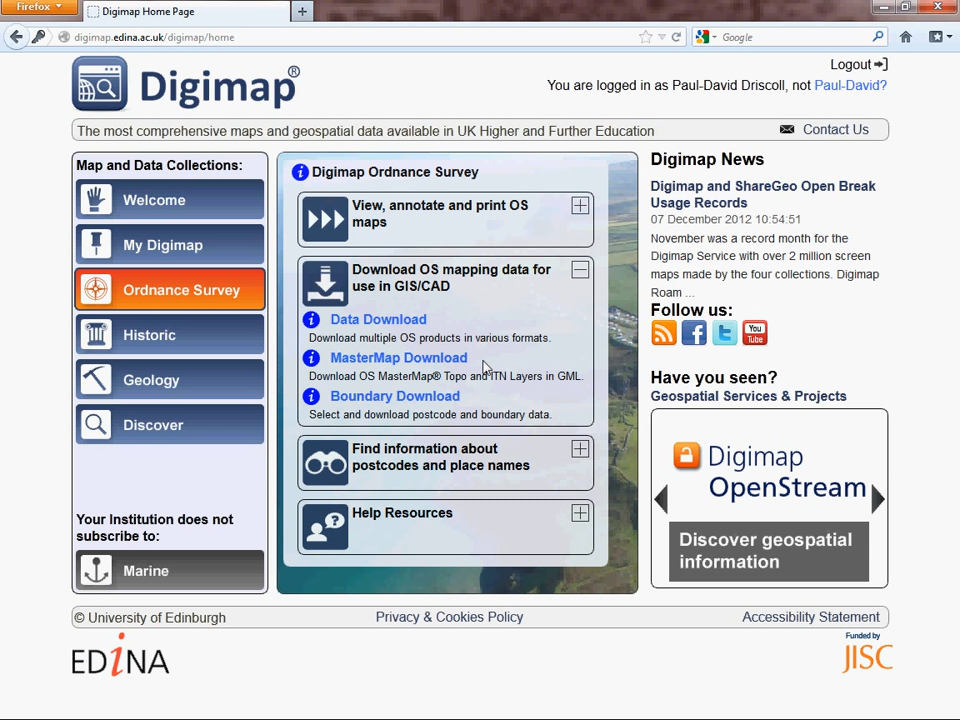 Firefox
Digimap Home Page
digimap.edina.ac.uk/digimap/home
Google
Digimap®
Logout
You are logged in as Paul-David Driscoll, not Paul-David?
The most comprehensive maps and geospatial data available in UK Higher and Further Education
Contact Us
Map and Data Collections:
Welcome
My Digimap
Ordnance Survey
Historic
Geology
Discover
Your Institution does not
subscribe to:
Marine
Digimap Ordnance Survey
View, annotate and print OS
maps
Download OS mapping data for
use in GIS/CAD
Data Download
Download multiple OS products in various formats.
MasterMap Download
Download OS MasterMap® Topo and ITN Layers in GML.
Boundary Download
Select and download postcode and boundary data.
Find information about
postcodes and place names
Help Resources
Digimap News
Digimap and ShareGeo Open Break
Usage Records
07 December 2012 10:54:51
November was a record month for the
Digimap Service with over 2 million screen
maps made by the four collections. Digimap
Roam ...
Follow us:
You
Tube
Have you seen?
Geospatial Services & Projects
Digimap
OpenStream
Discover geospatial
information
© University of Edinburgh
Privacy & Cookies Policy
Accessibility Statement
EDiNA
Funded by
JISC